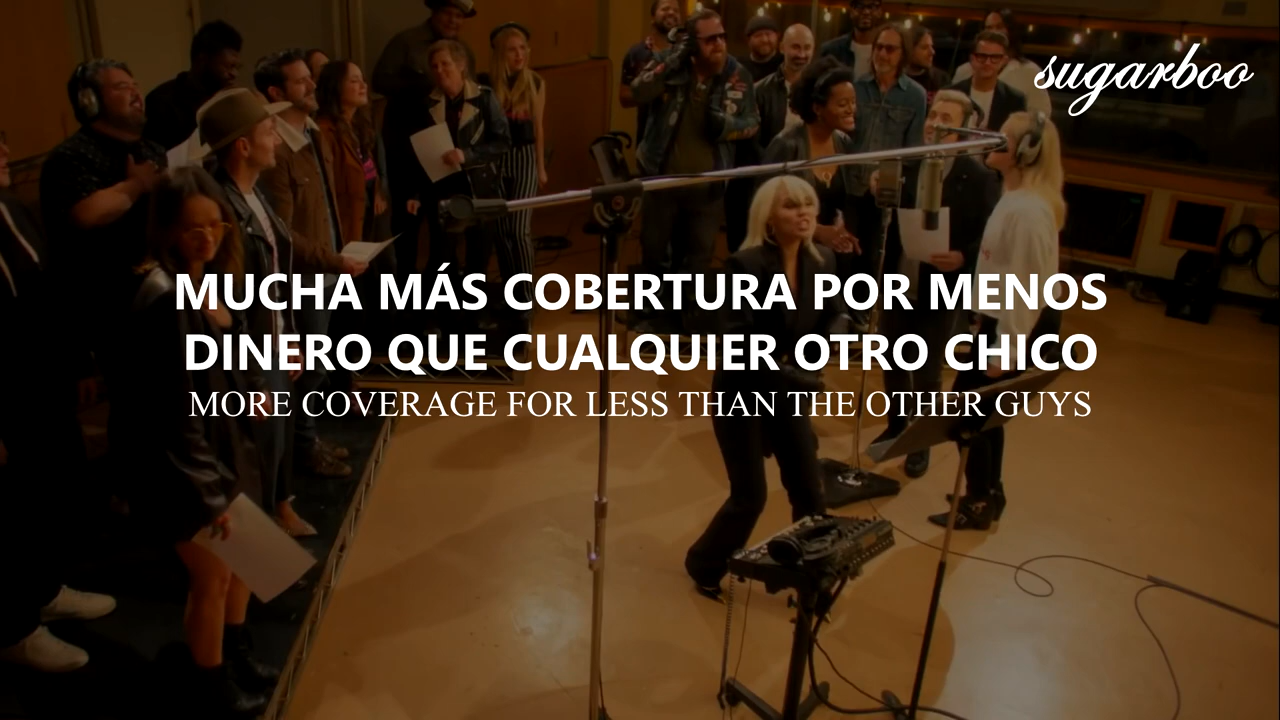 sugarboo
MUCHA MÁS COBERTURA POR MENOS
DINERO QUE CUALQUIER OTRO CHICO
MORE COVERAGE FOR LESS THAN THE OTHER GUYS